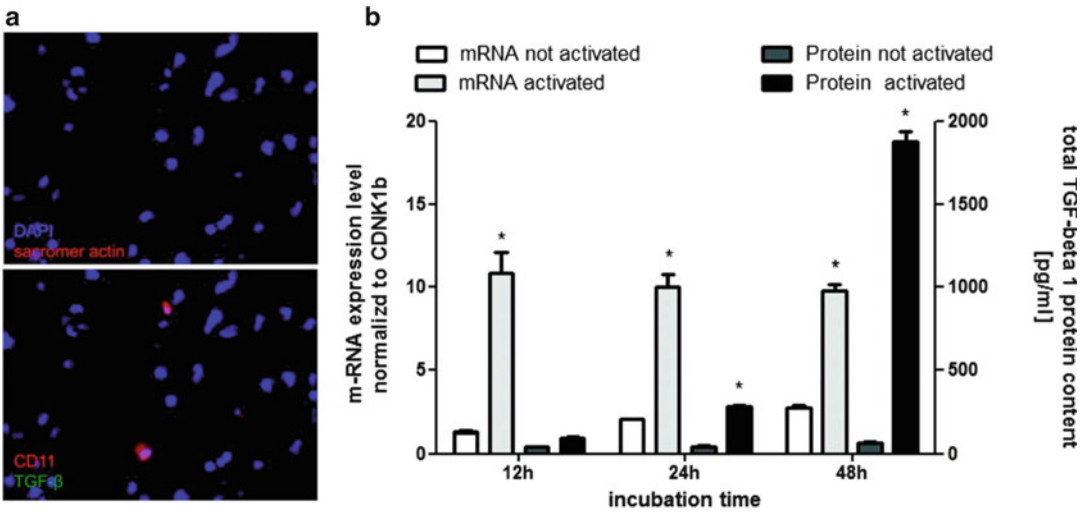 a
DAPI
sacromer actin
CD11
TGF-β
b
mRNA not activated
mRNA activated
Protein not activated
Protein activated
m-RNA expression level
normalizd to CDNK1b
20
15
10
5
0
* * * * *
2000
1500
1000
500
0
total TGF-beta 1 protein content
[pg/ml]
12h 24h 48h
incubation time